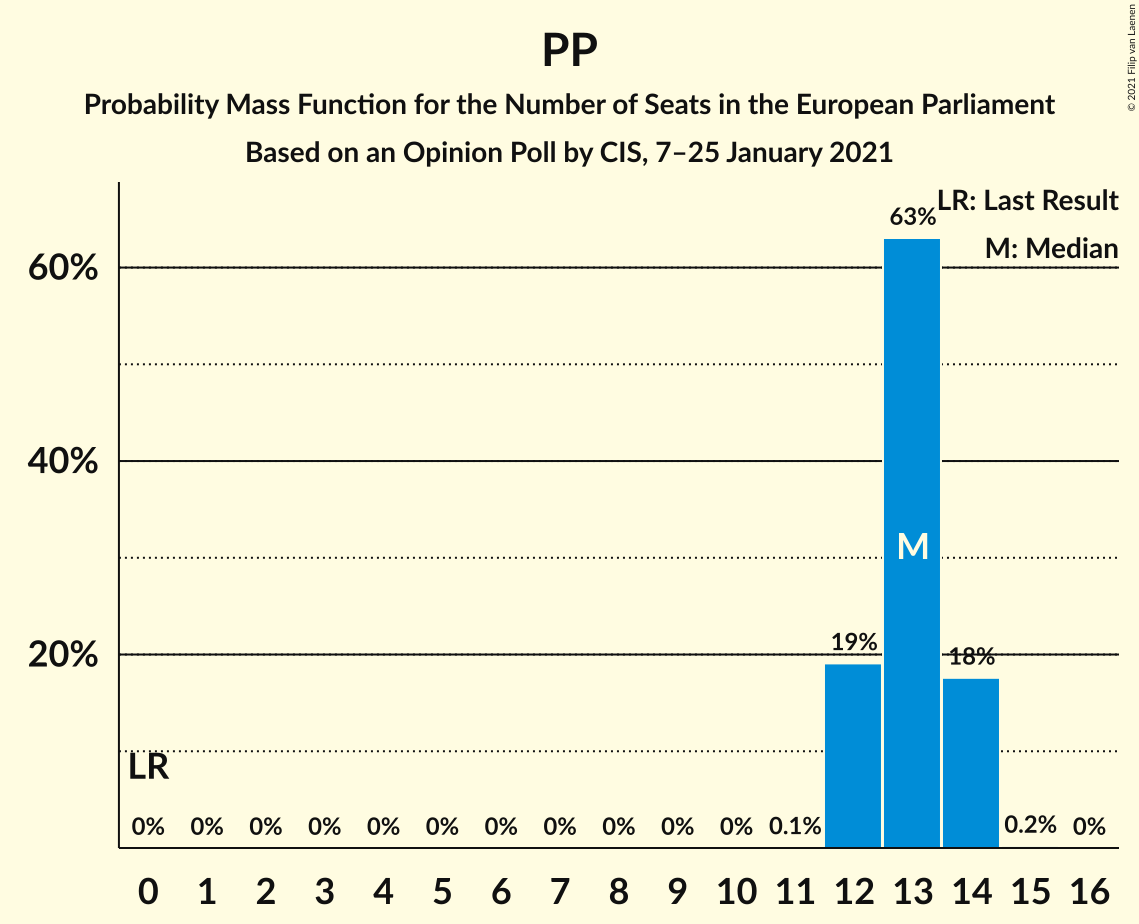 PP
Probability Mass Function for the Number of Seats in the European Parliament
Based on an Opinion Poll by CIS, 7–25 January 2021
© 2021 Filip van Laenen
LR: Last Result
M: Median
63%
60%
40%
M
19%
18%
20%
LR
0% 0% 0% 0% 0% 0% 0% 0% 0% 0% 0% 0.1% 0.2% 0%
0 1 2 3 4 5 6 7 8 9 10 11 12 13 14 15 16